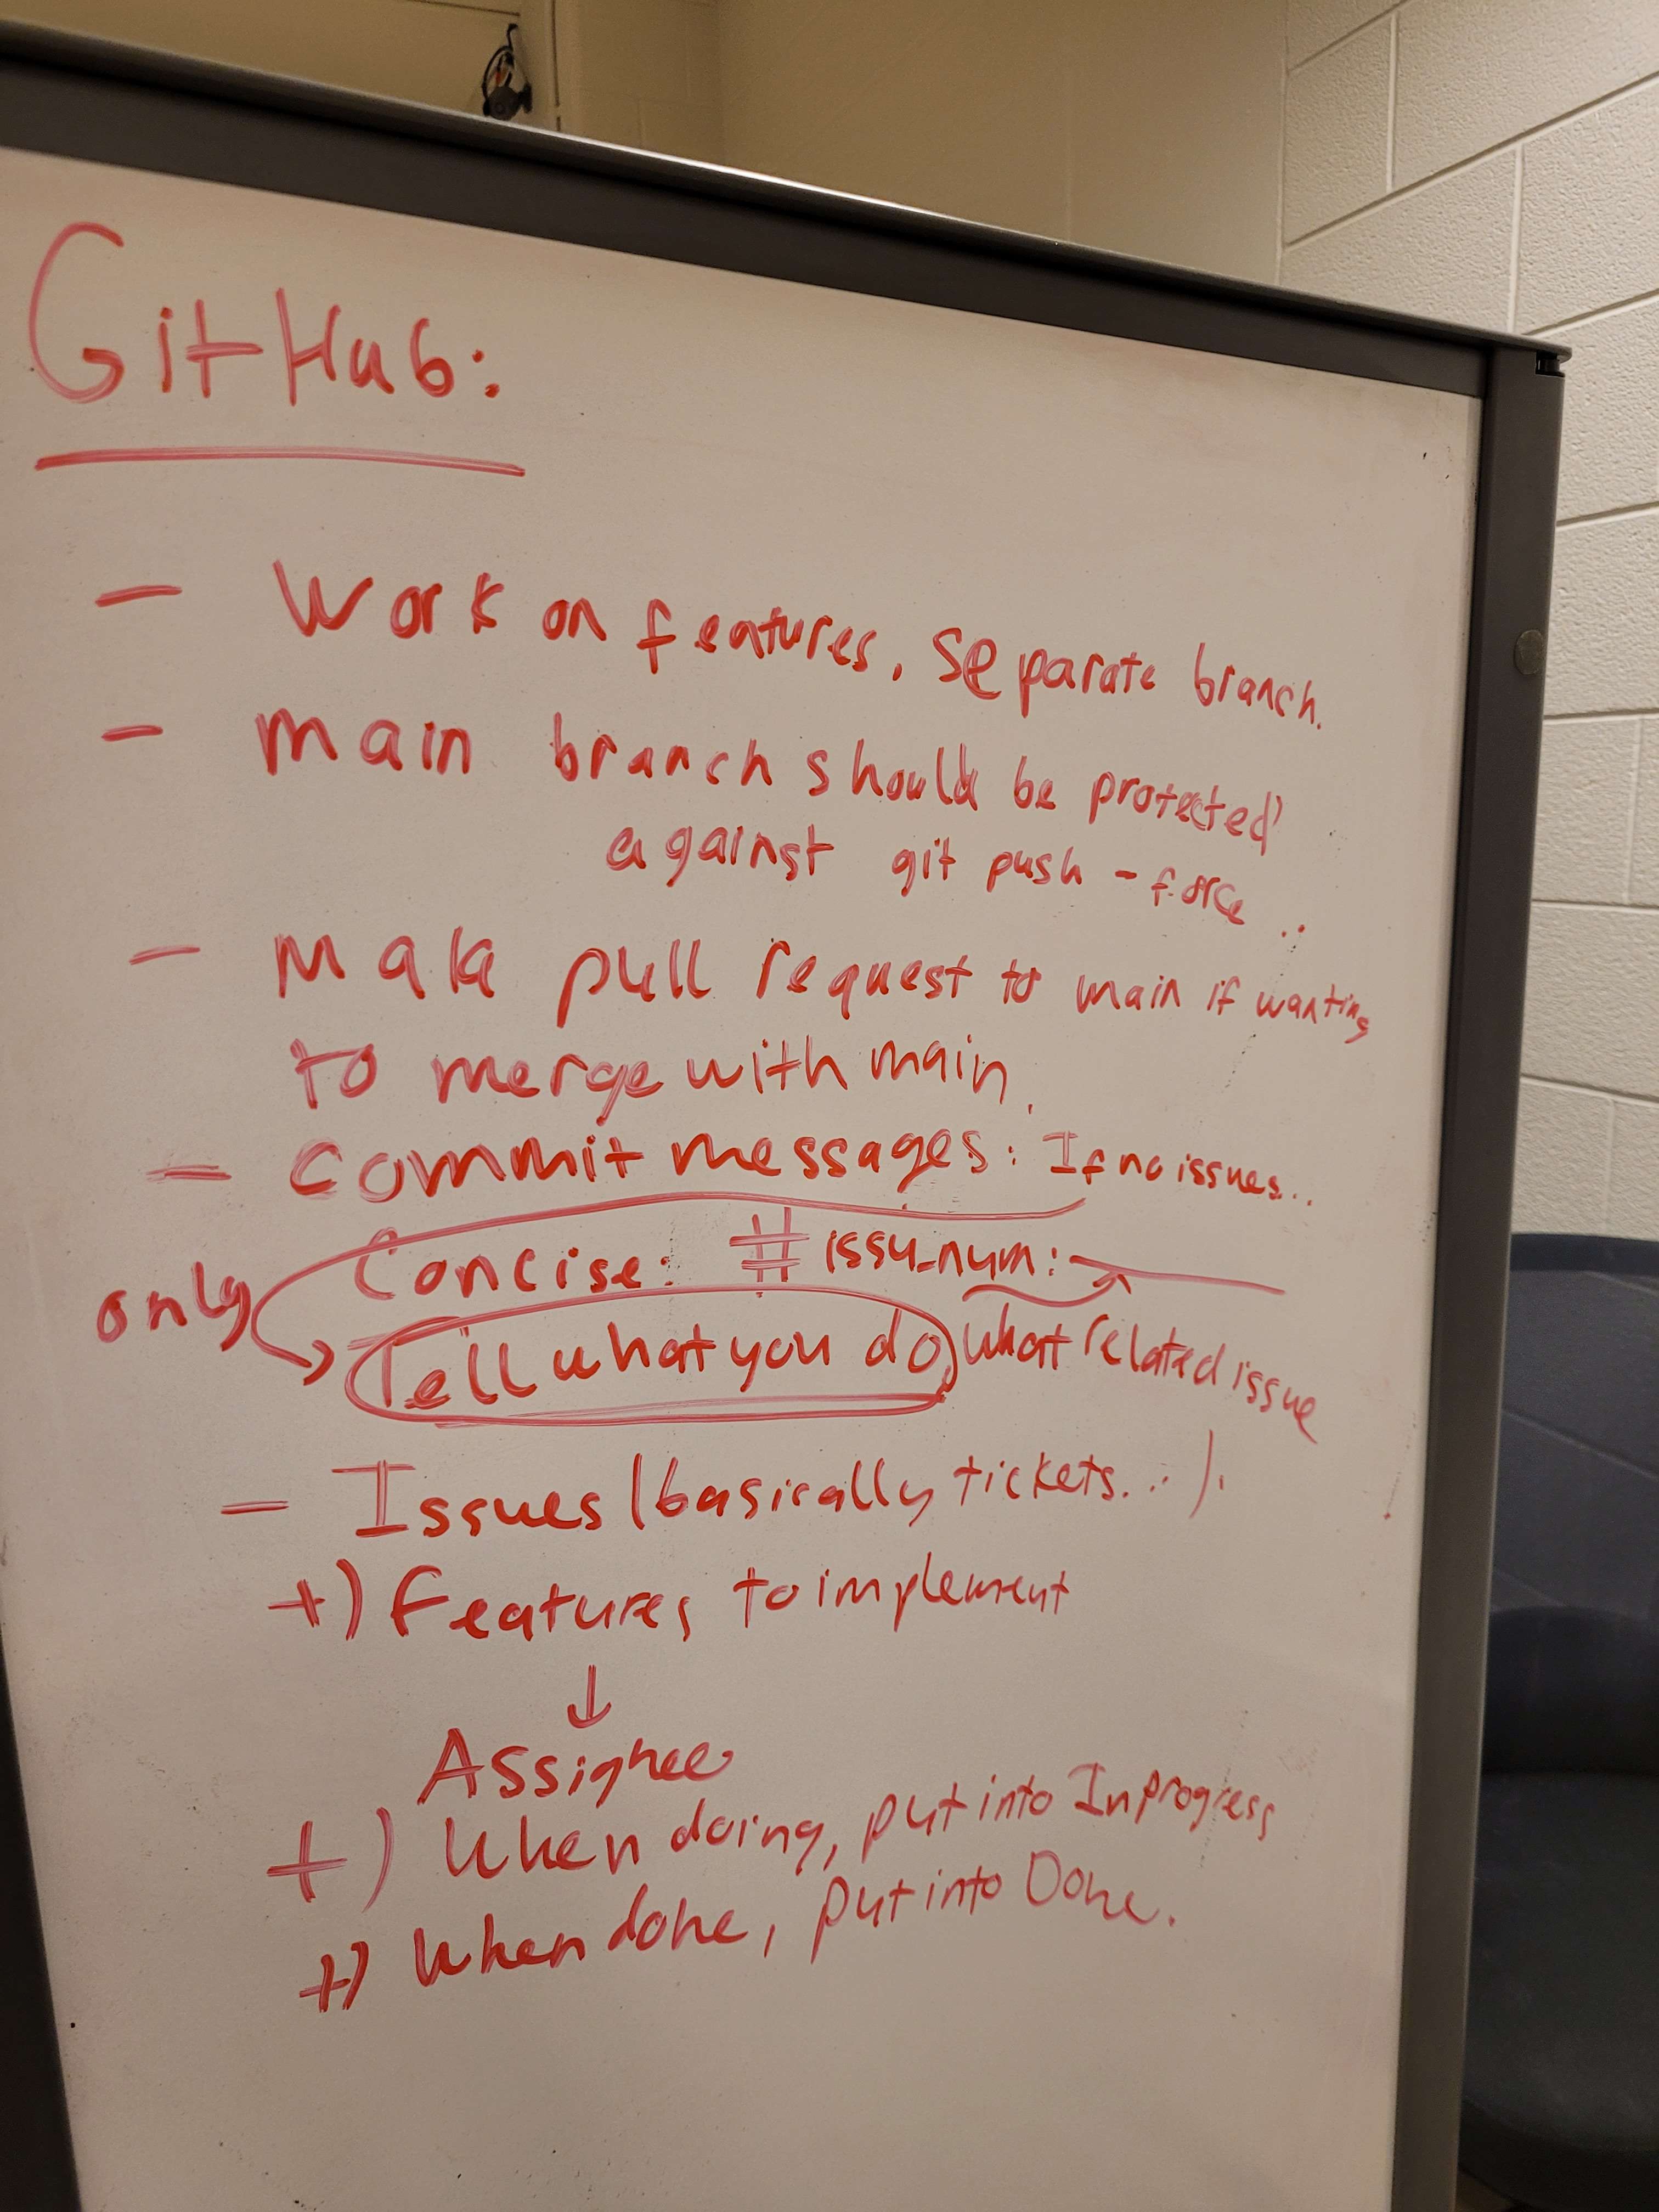 GitHub:
- Work on features, separate branch.
- main branch should be protected
against git push -force ..
- Make pull request to main if wanting
to merge with main.
- Commit messages: If no issues..
Concise: # issu_num:
only Tell what you do, what related issue
- Issues (basically tickets...).
+) Features to implement
↓
Assignee
+) When doing, put into In progress
+) When done, put into Done.